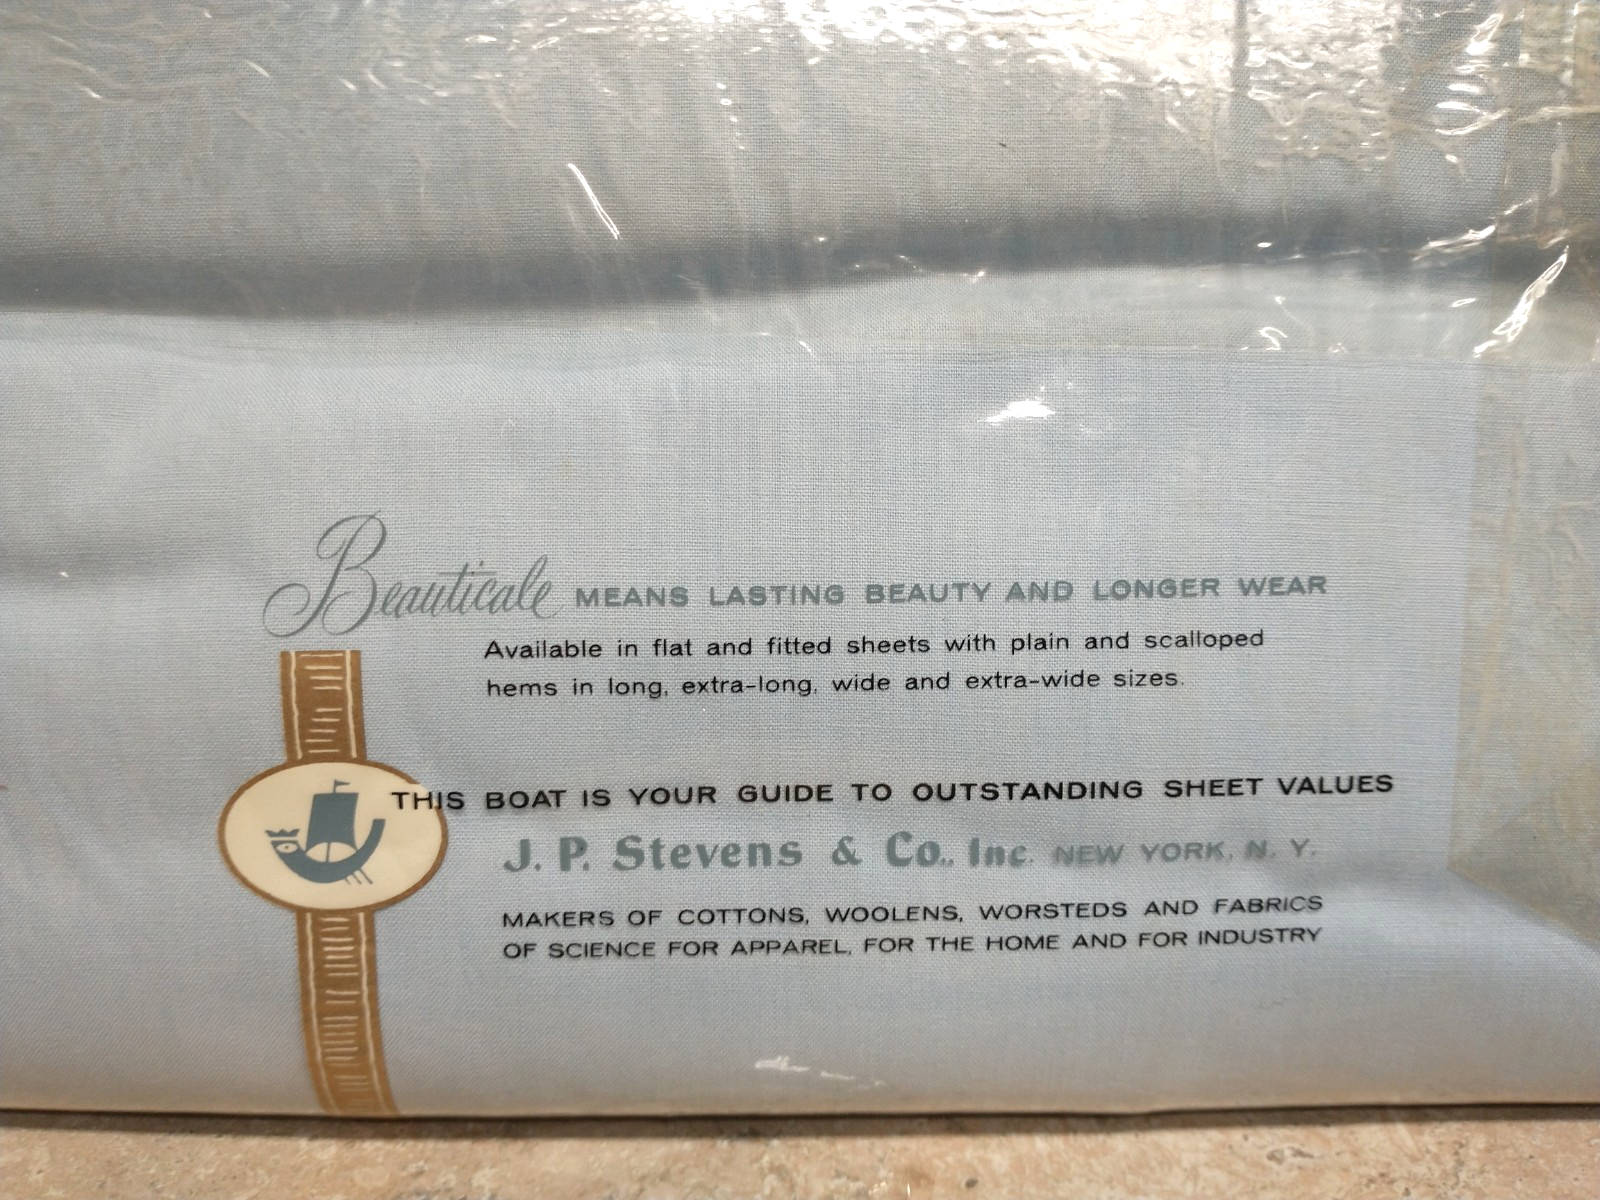 Beauticale MEANS LASTING BEAUTY AND LONGER WEAR
Available in flat and fitted sheets with plain and scalloped
hems in long, extra-long, wide and extra-wide sizes.
THIS BOAT IS YOUR GUIDE TO OUTSTANDING SHEET VALUES
J. P. Stevens & Co., Inc. NEW YORK, N. Y.
MAKERS OF COTTONS, WOOLENS, WORSTEDS AND FABRICS
OF SCIENCE FOR APPAREL, FOR THE HOME AND FOR INDUSTRY